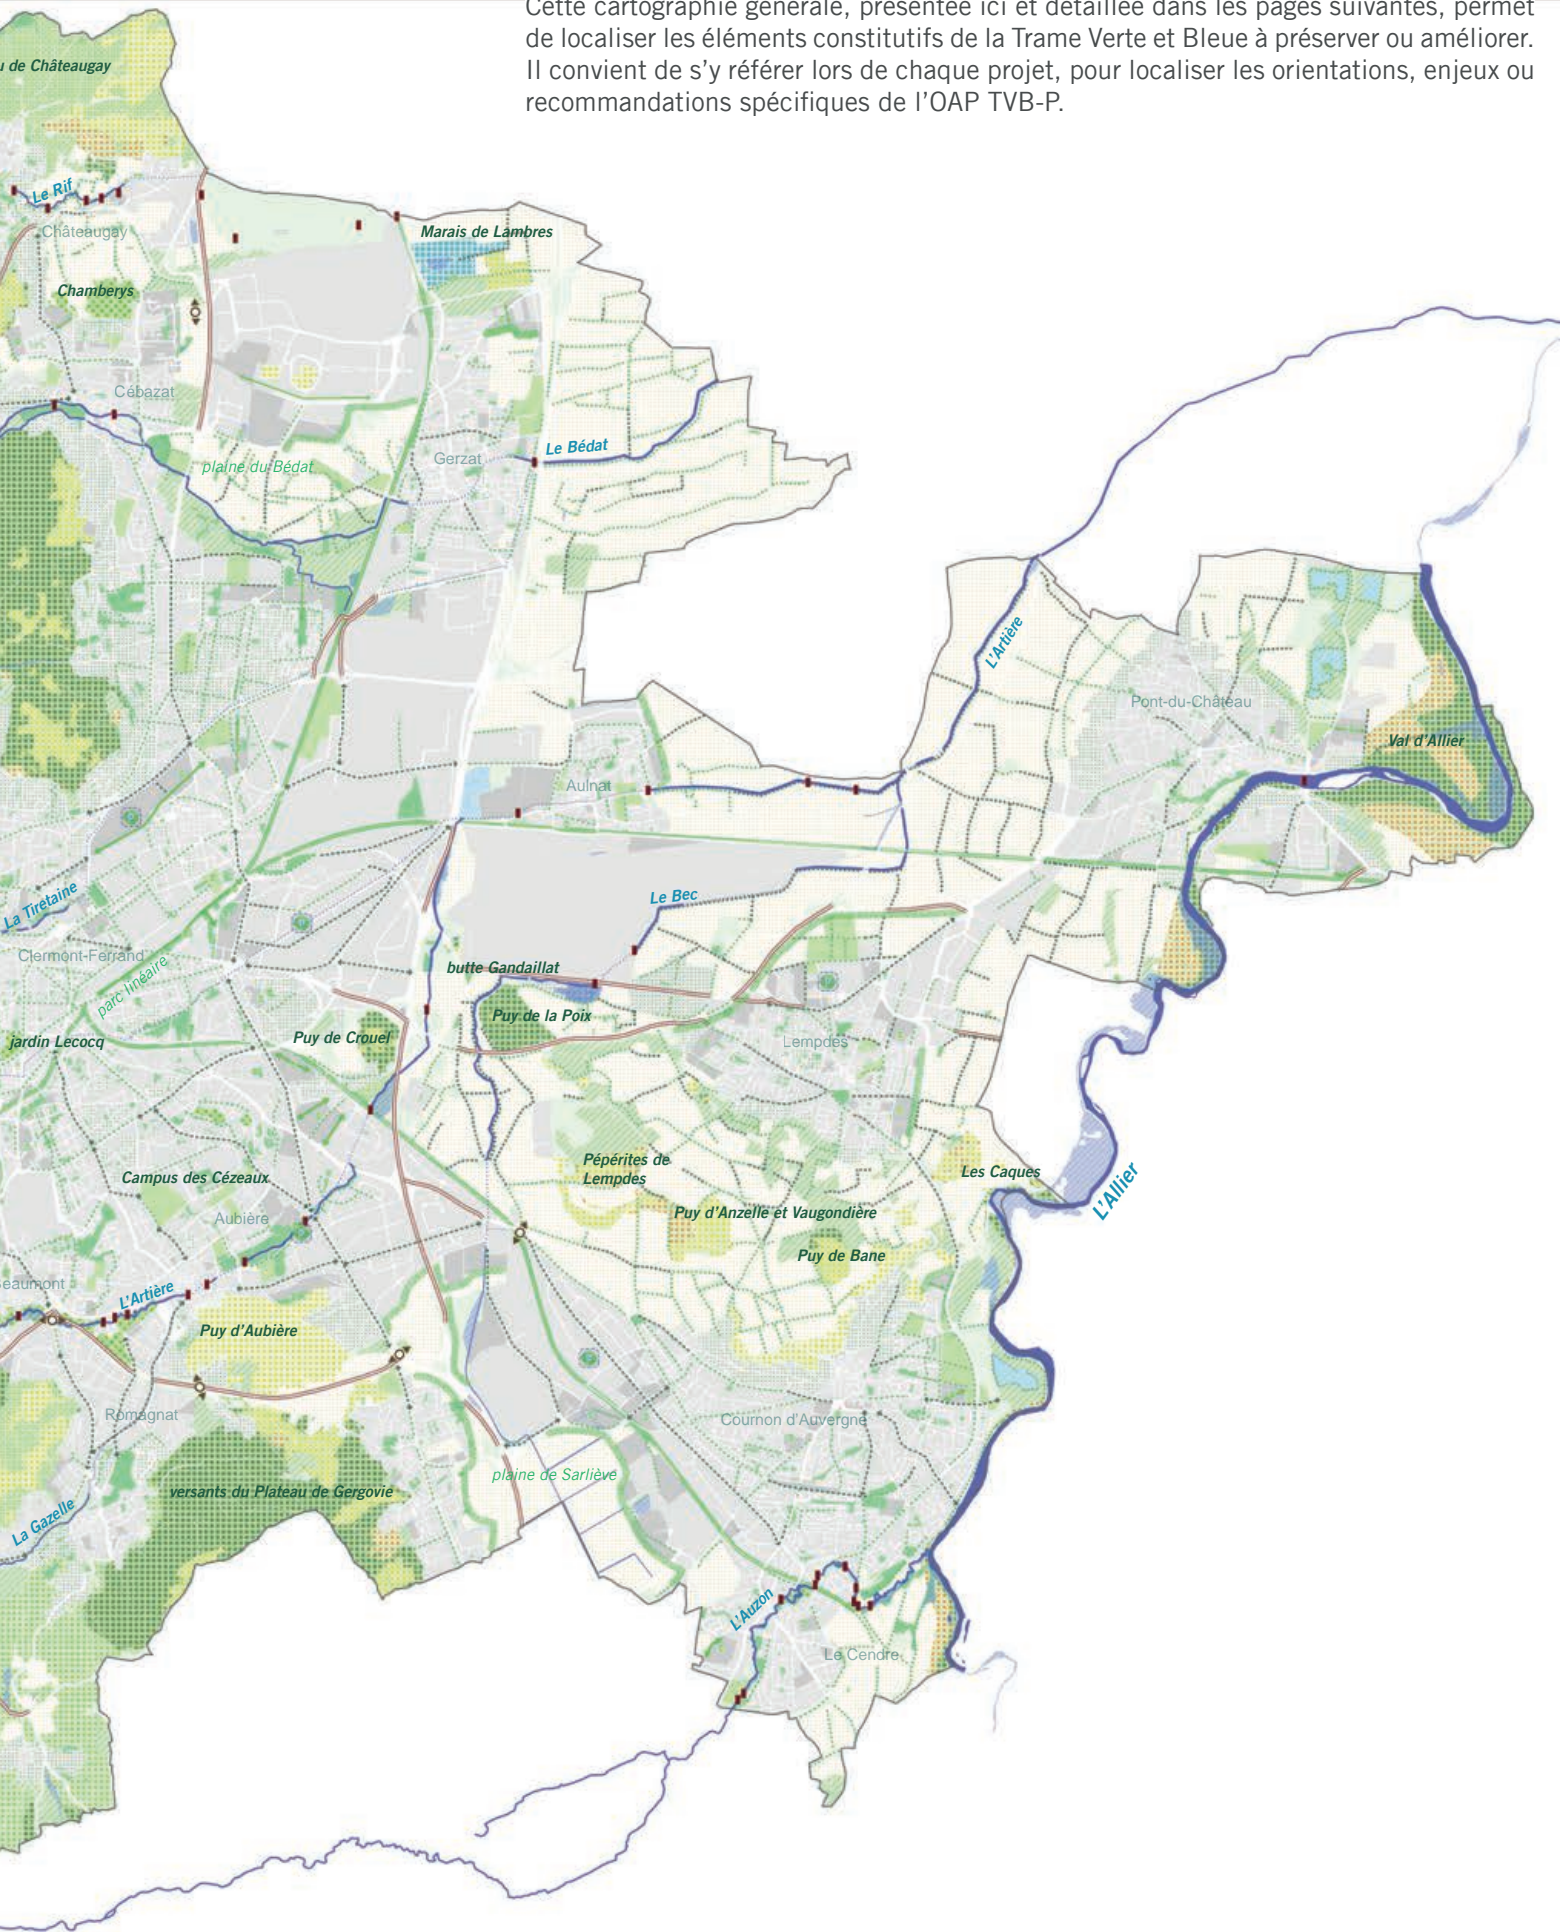 Cette cartographie générale, présentée ici et détaillée dans les pages suivantes, permet
de localiser les éléments constitutifs de la Trame Verte et Bleue à préserver ou améliorer.
Il convient de s’y référer lors de chaque projet, pour localiser les orientations, enjeux ou
recommandations spécifiques de l’OAP TVB-P.
u de Châteaugay
Le Rif
Châteaugay
Marais de Lambres
Chamberys
Cébazat
plaine du Bédat
Gerzat
Le Bédat
L’Artière
Pont-du-Château
Val d’Allier
Aulnat
La Tiretaine
Le Bec
Clermont-Ferrand
parc linéaire
butte Gandaillat
Puy de la Poix
jardin Lecocq
Puy de Crouel
Lempdes
Pépérites de
Lempdes
Les Caques
L’Allier
Campus des Cézeaux
Aubière
Puy d’Anzelle et Vaugondière
Puy de Bane
eaumont
L’Artière
Puy d’Aubière
Romagnat
Cournon d’Auvergne
plaine de Sarliève
versants du Plateau de Gergovie
La Gazelle
L’Auzon
Le Cendre